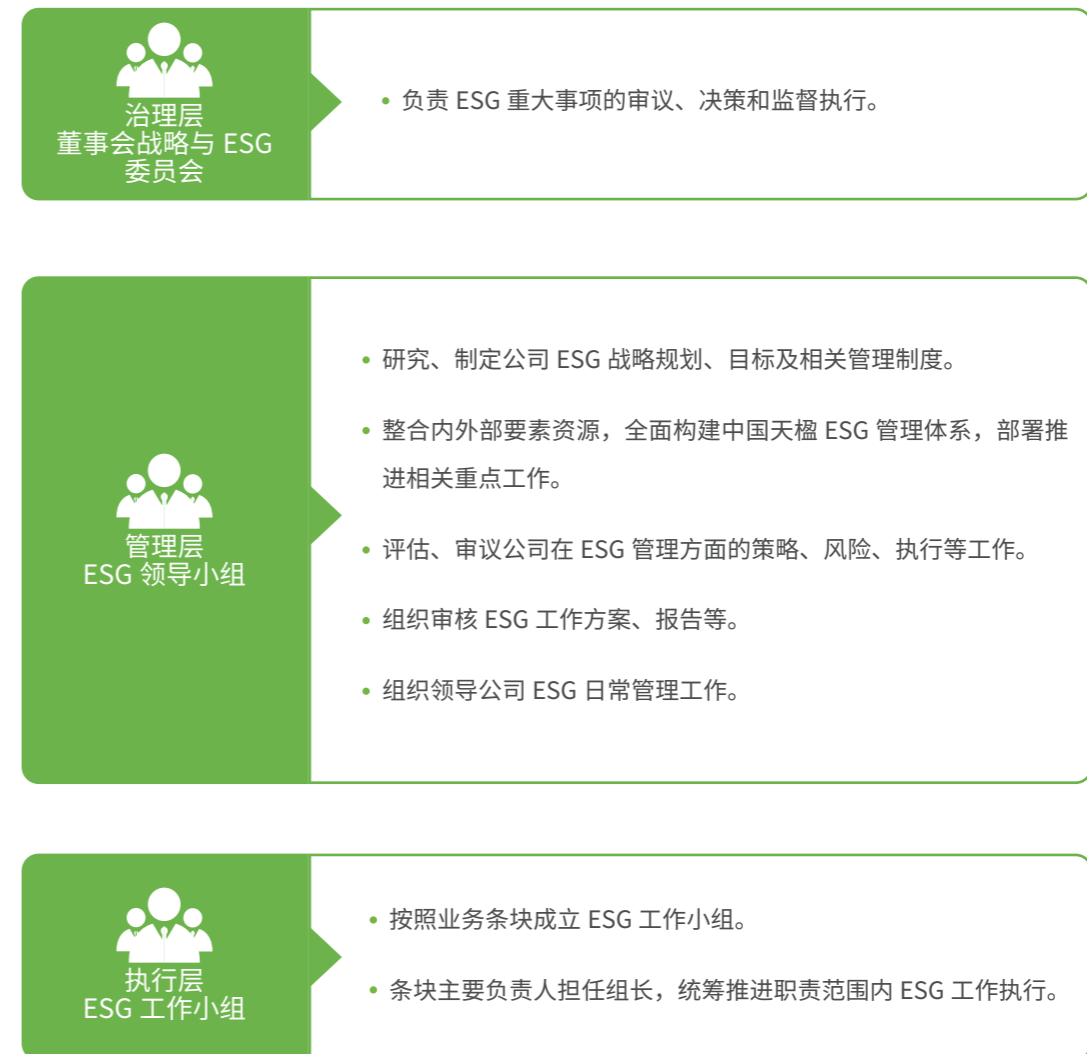 治理层
董事会战略与 ESG
委员会
• 负责 ESG 重大事项的审议、决策和监督执行。
管理层
ESG 领导小组
• 研究、制定公司 ESG 战略规划、目标及相关管理制度。
• 整合内外部要素资源，全面构建中国天楹 ESG 管理体系，部署推
进相关重点工作。
• 评估、审议公司在 ESG 管理方面的策略、风险、执行等工作。
• 组织审核 ESG 工作方案、报告等。
• 组织领导公司 ESG 日常管理工作。
执行层
ESG 工作小组
• 按照业务条块成立 ESG 工作小组。
• 条块主要负责人担任组长，统筹推进职责范围内 ESG 工作执行。